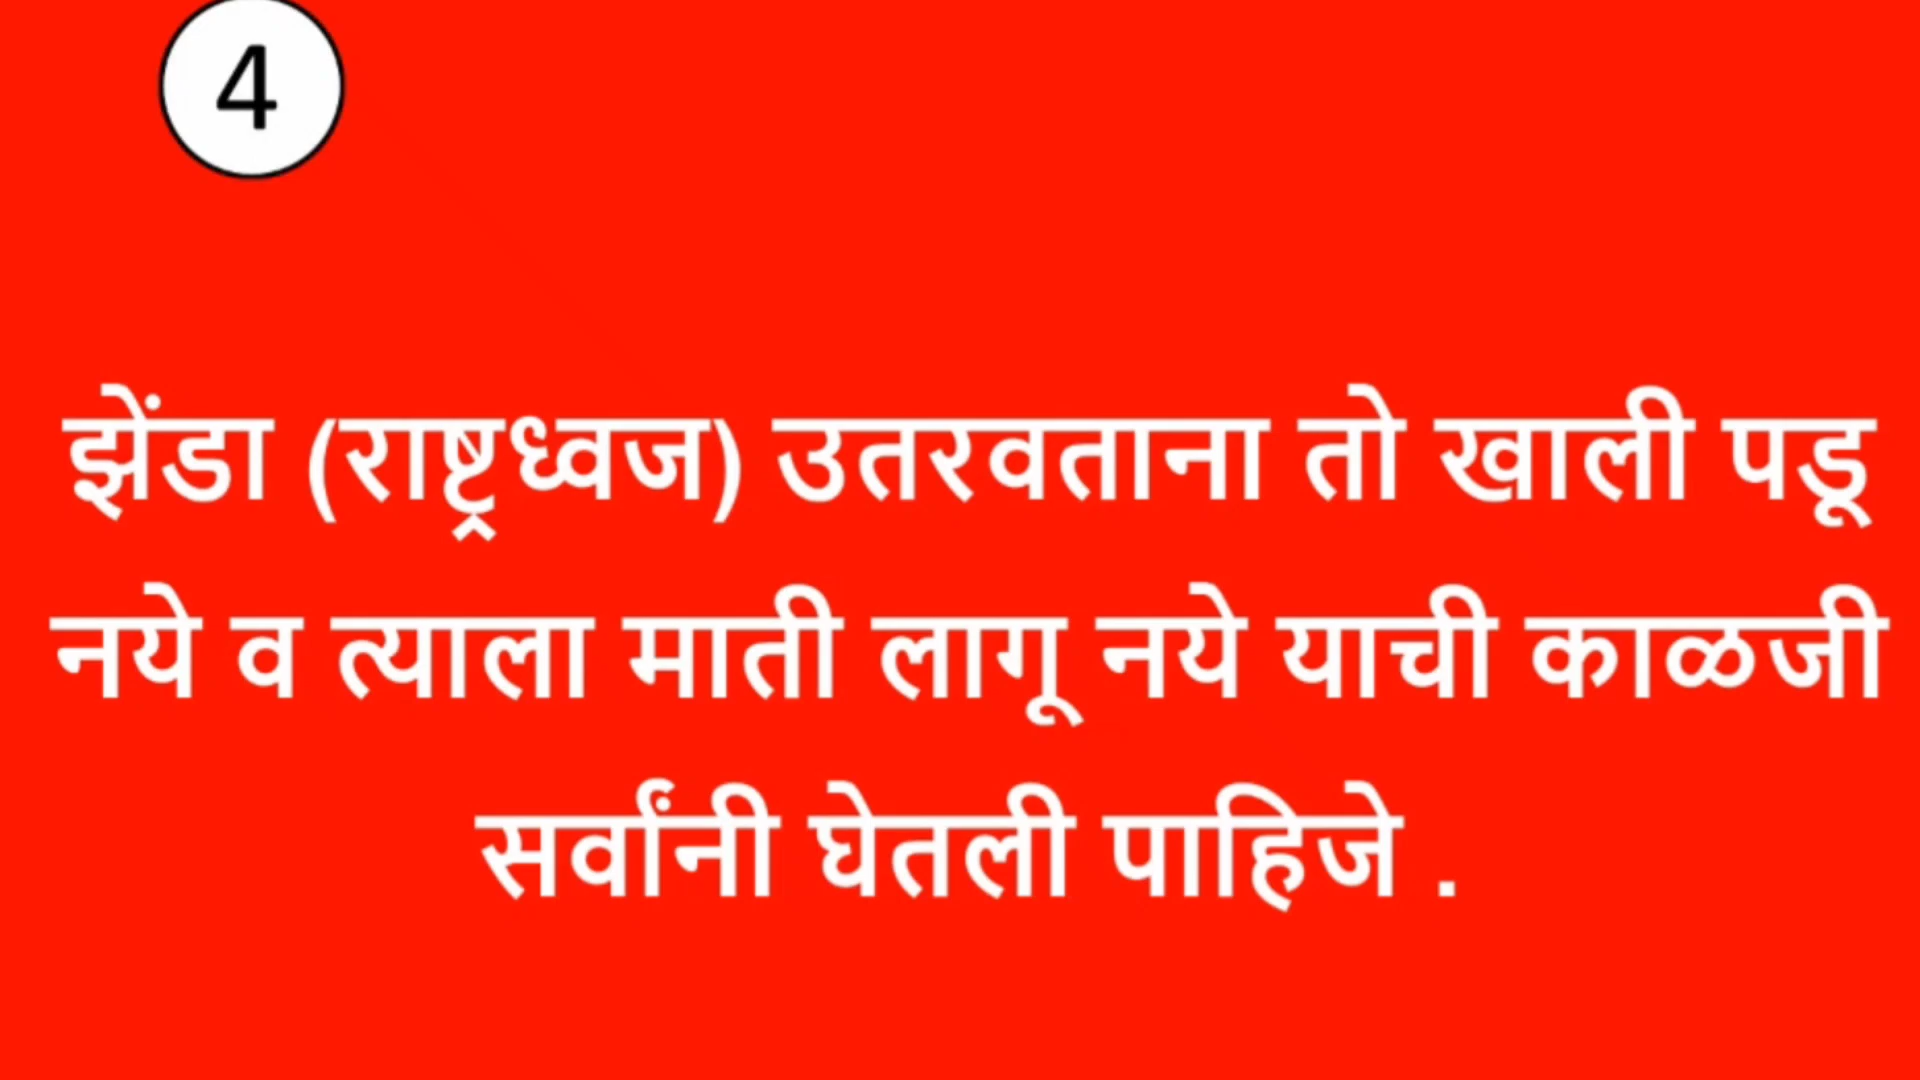 4
झेंडा (राष्ट्रध्वज) उतरवताना तो खाली पडू
नये व त्याला माती लागू नये याची काळजी
सर्वांनी घेतली पाहिजे .